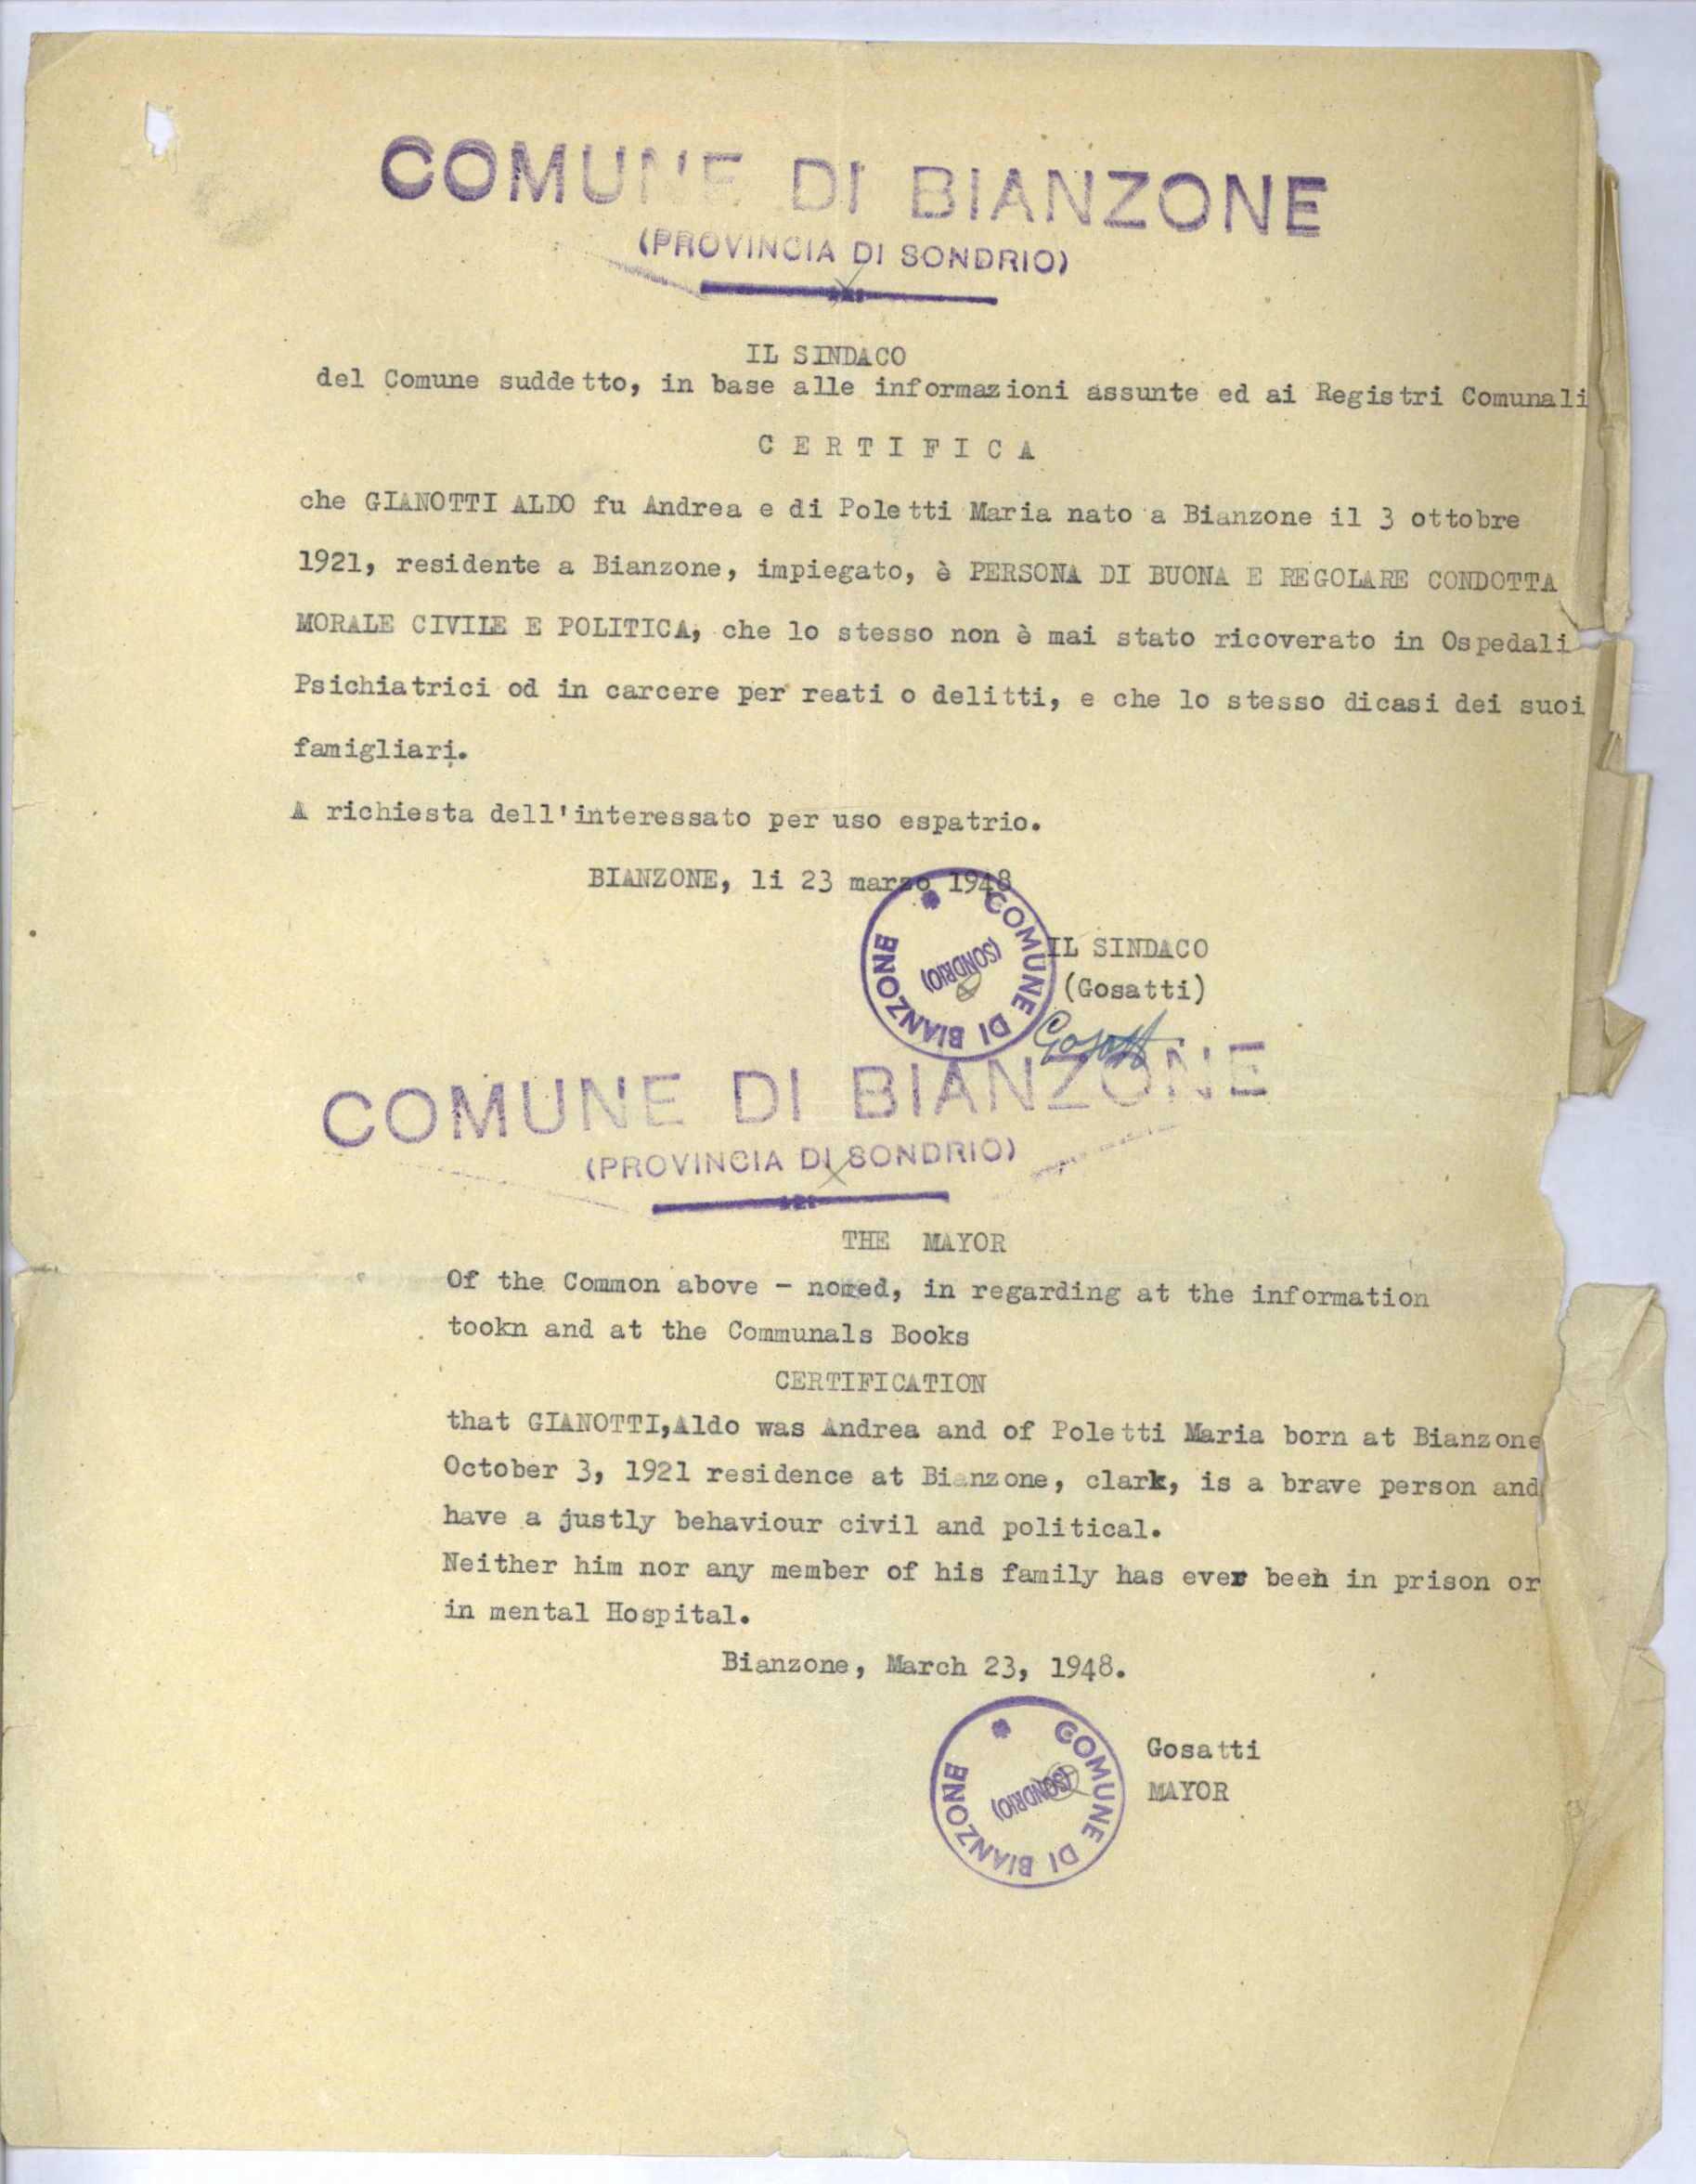 COMUNE DI BIANZONE
(PROVINCIA DI SONDRIO)
IL SINDACO
del Comune suddetto, in base alle informazioni assunte ed ai Registri Comunali
C E R T I F I C A
che GIANOTTI ALDO fu Andrea e di Poletti Maria nato a Bianzone il 3 ottobre
1921, residente a Bianzone, impiegato, è PERSONA DI BUONA E REGOLARE CONDOTTA
MORALE CIVILE E POLITICA, che lo stesso non è mai stato ricoverato in Ospedali
Psichiatrici od in carcere per reati o delitti, e che lo stesso dicasi dei suoi
famigliari.
A richiesta dell'interessato per uso espatrio.
BIANZONE, li 23 marzo 1948
COMUNE DI BIANZONE
(SONDRIO)
IL SINDACO
(Gosatti)
Gosatti
COMUNE DI BIANZONE
(PROVINCIA DI SONDRIO)
THE MAYOR
Of the Common above - nomed, in regarding at the information
tookn and at the Communals Books
CERTIFICATION
that GIANOTTI,Aldo was Andrea and of Poletti Maria born at Bianzone
October 3, 1921 residence at Bianzone, clark, is a brave person and
have a justly behaviour civil and political.
Neither him nor any member of his family has ever been in prison or
in mental Hospital.
Bianzone, March 23, 1948.
COMUNE DI BIANZONE
(SONDRIO)
Gosatti
MAYOR